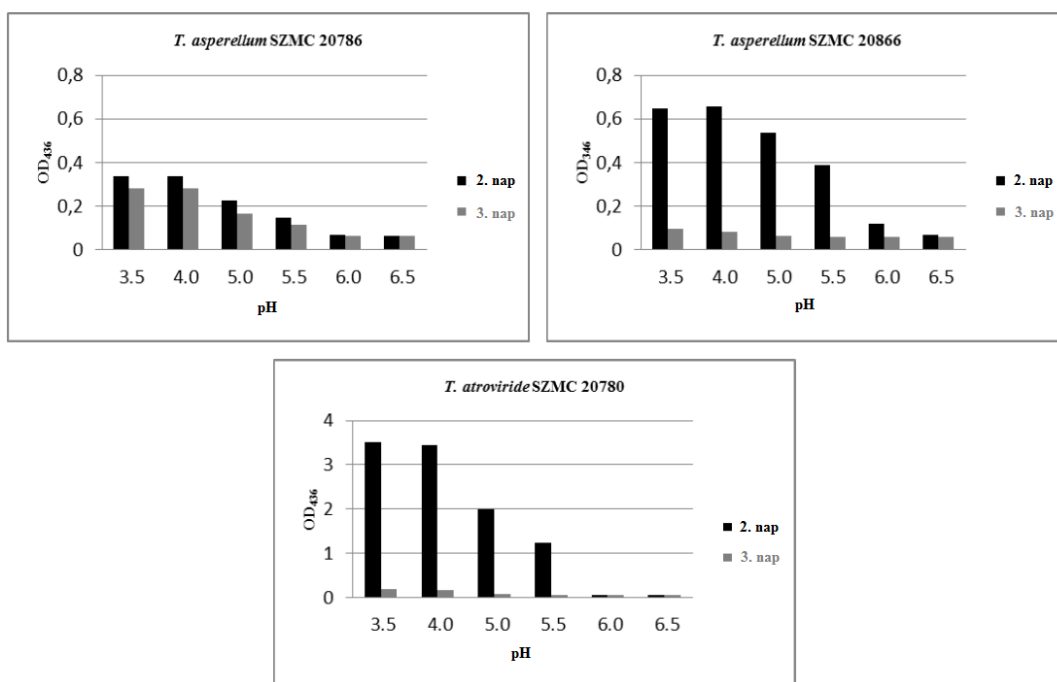 T. asperellum SZMC 20786
0,8
0,6
0,4
0,2
0
OD436
3.5 4.0 5.0 5.5 6.0 6.5
pH
2. nap
3. nap
T. asperellum SZMC 20866
0,8
0,6
0,4
0,2
0
OD346
3.5 4.0 5.0 5.5 6.0 6.5
pH
2. nap
3. nap
T. atroviride SZMC 20780
4
3
2
1
0
OD436
3.5 4.0 5.0 5.5 6.0 6.5
pH
2. nap
3. nap